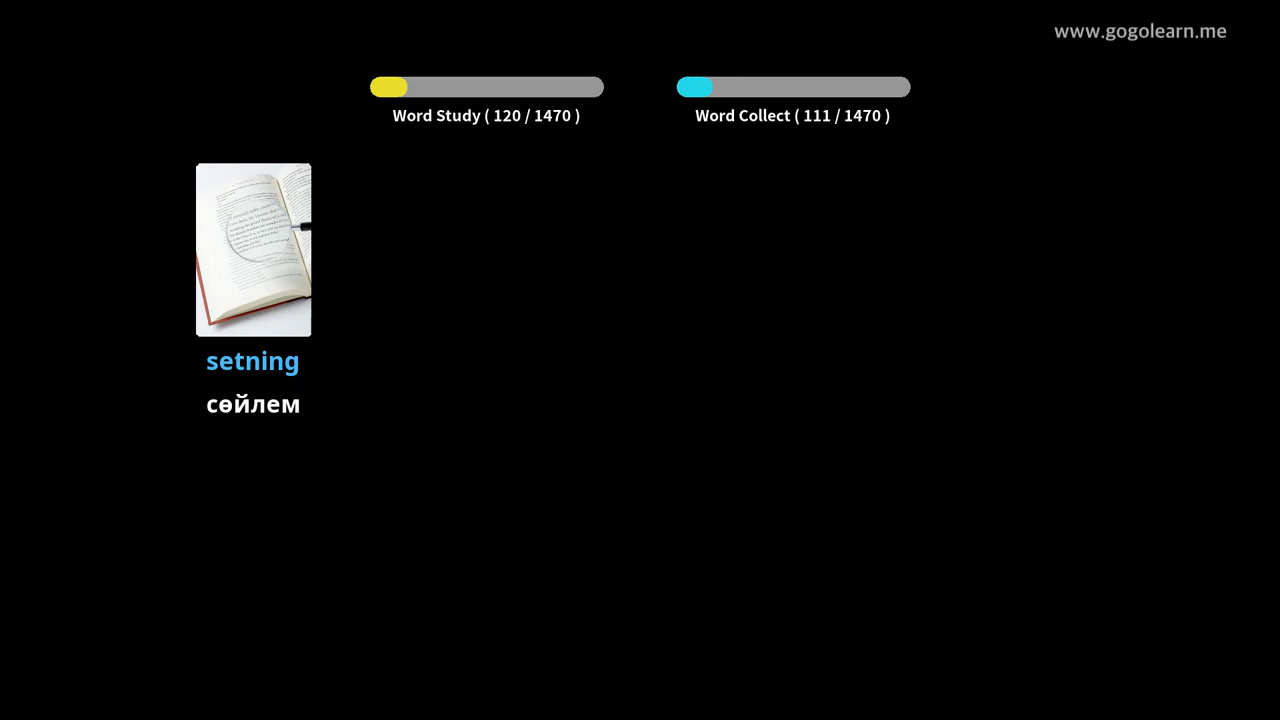 www.gogolearn.me
Word Study ( 120 / 1470 )
Word Collect ( 111 / 1470 )
setning
сөйлем